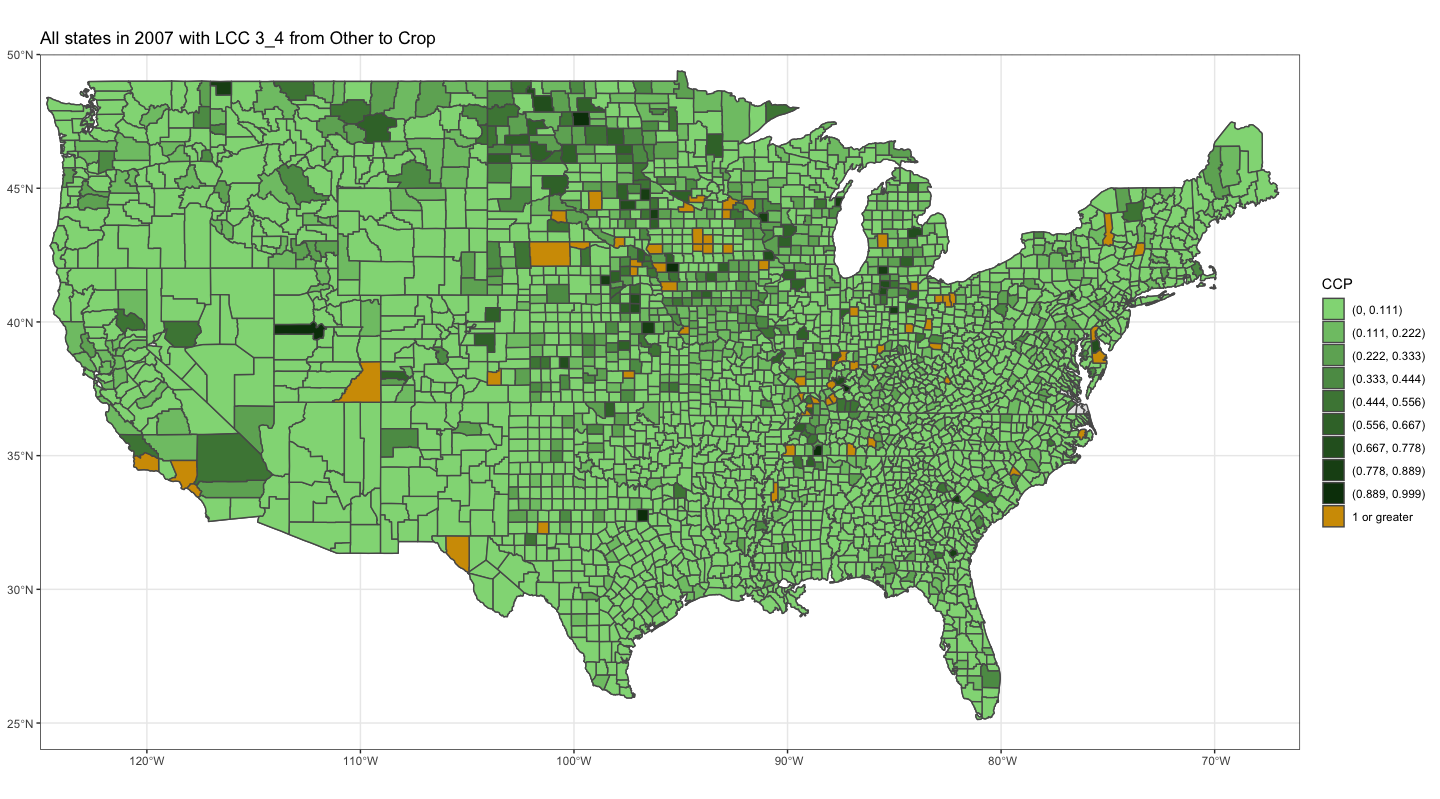 All states in 2007 with LCC 3_4 from Other to Crop
50°N
45°N
40°N
35°N
30°N
25°N
120°W
110°W
100°W
90°W
80°W
70°W
CCP
(0, 0.111)
(0.111, 0.222)
(0.222, 0.333)
(0.333, 0.444)
(0.444, 0.556)
(0.556, 0.667)
(0.667, 0.778)
(0.778, 0.889)
(0.889, 0.999)
1 or greater